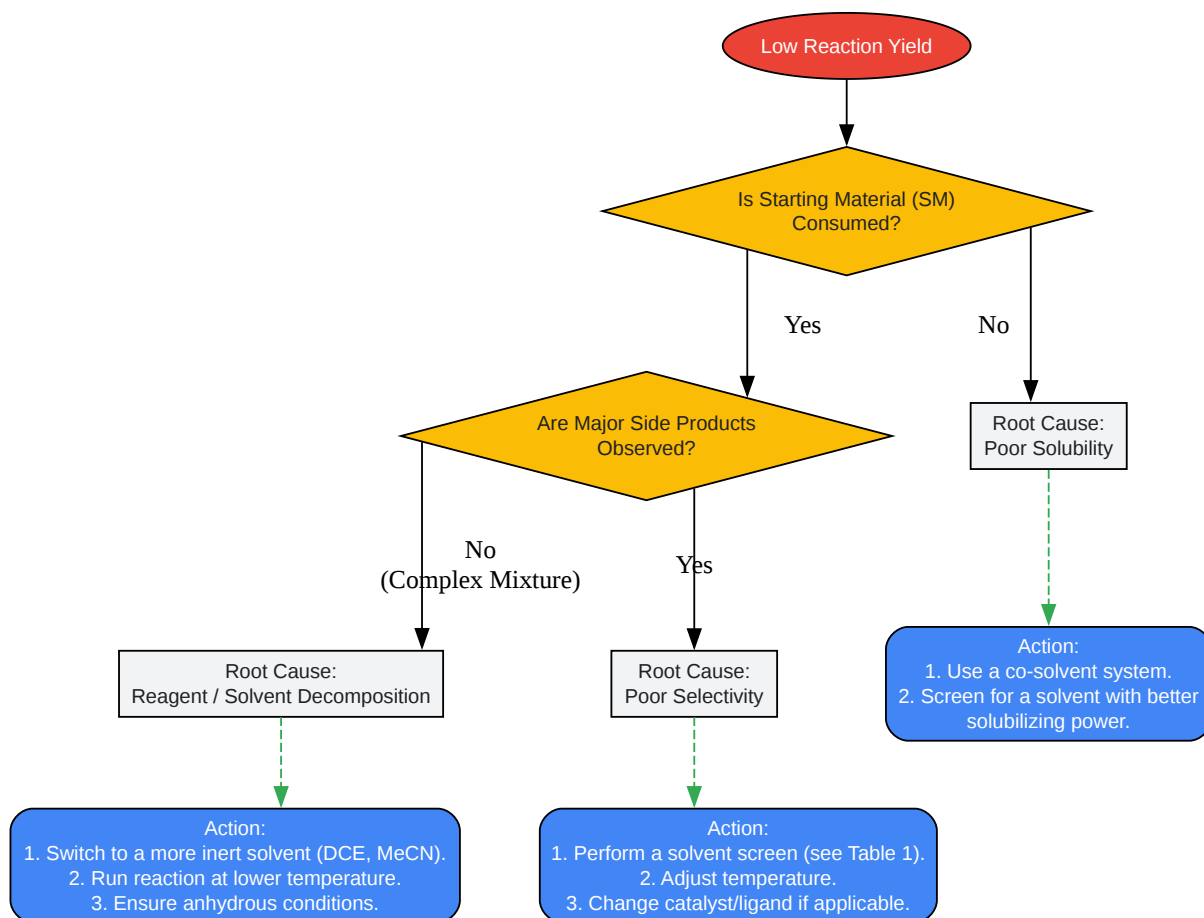 Low Reaction Yield
Is Starting Material (SM)
Consumed?
Yes
No
Are Major Side Products
Observed?
Root Cause:
Poor Solubility
No
(Complex Mixture)
Yes
Root Cause:
Reagent / Solvent Decomposition
Root Cause:
Poor Selectivity
Action:
1. Use a co-solvent system.
2. Screen for a solvent with better
solubilizing power.
Action:
1. Switch to a more inert solvent (DCE, MeCN).
2. Run reaction at lower temperature.
3. Ensure anhydrous conditions.
Action:
1. Perform a solvent screen (see Table 1).
2. Adjust temperature.
3. Change catalyst/ligand if applicable.